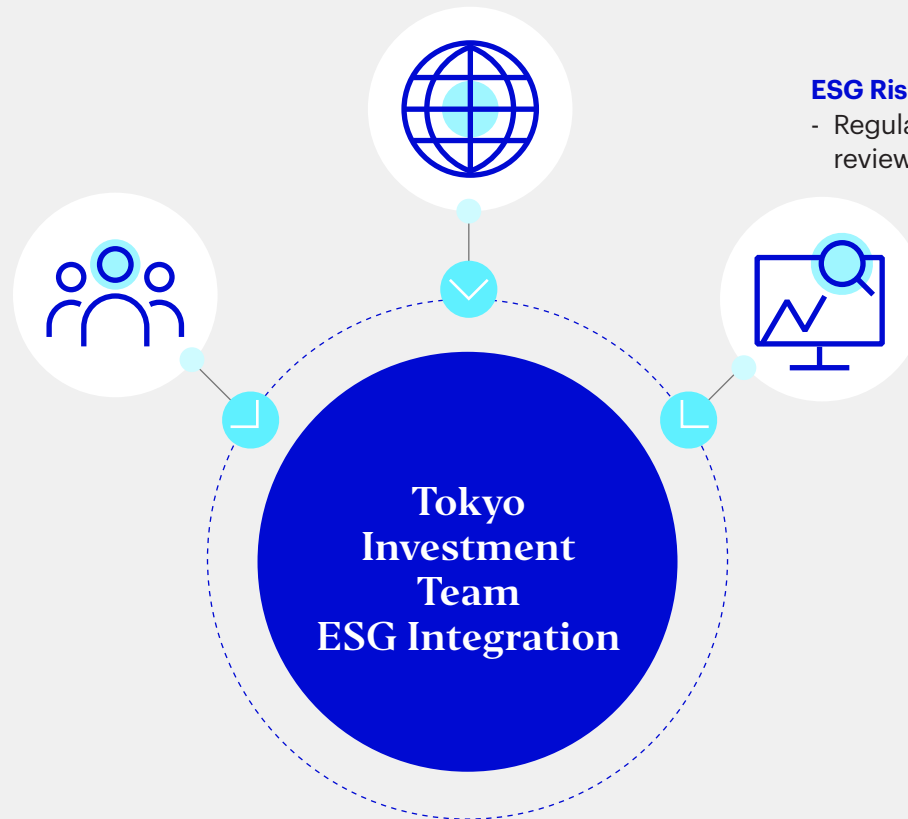 ESG Ris
- Regula
review
Tokyo
Investment
Team
ESG Integration